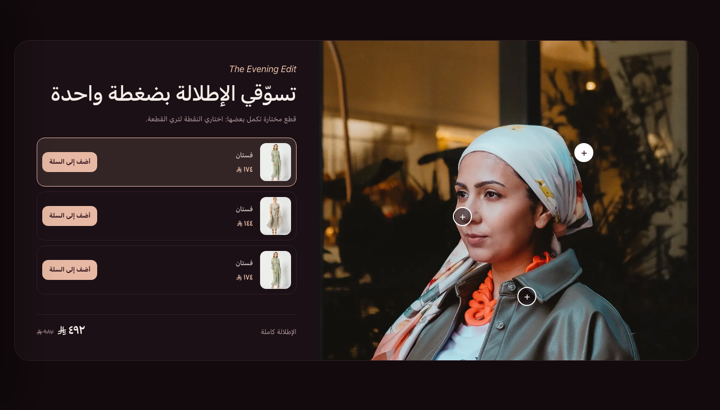 The Evening Edit
تسوّقي الإطلالة بضغطة واحدة
قطع مختارة تكمل بعضها: اختاري النقطة لتري القطعة.
فستان
١٧٤
أضف إلى السلة
فستان
١٤٤
أضف إلى السلة
فستان
١٧٤
أضف إلى السلة
الإطلالة كاملة
٤٩٢